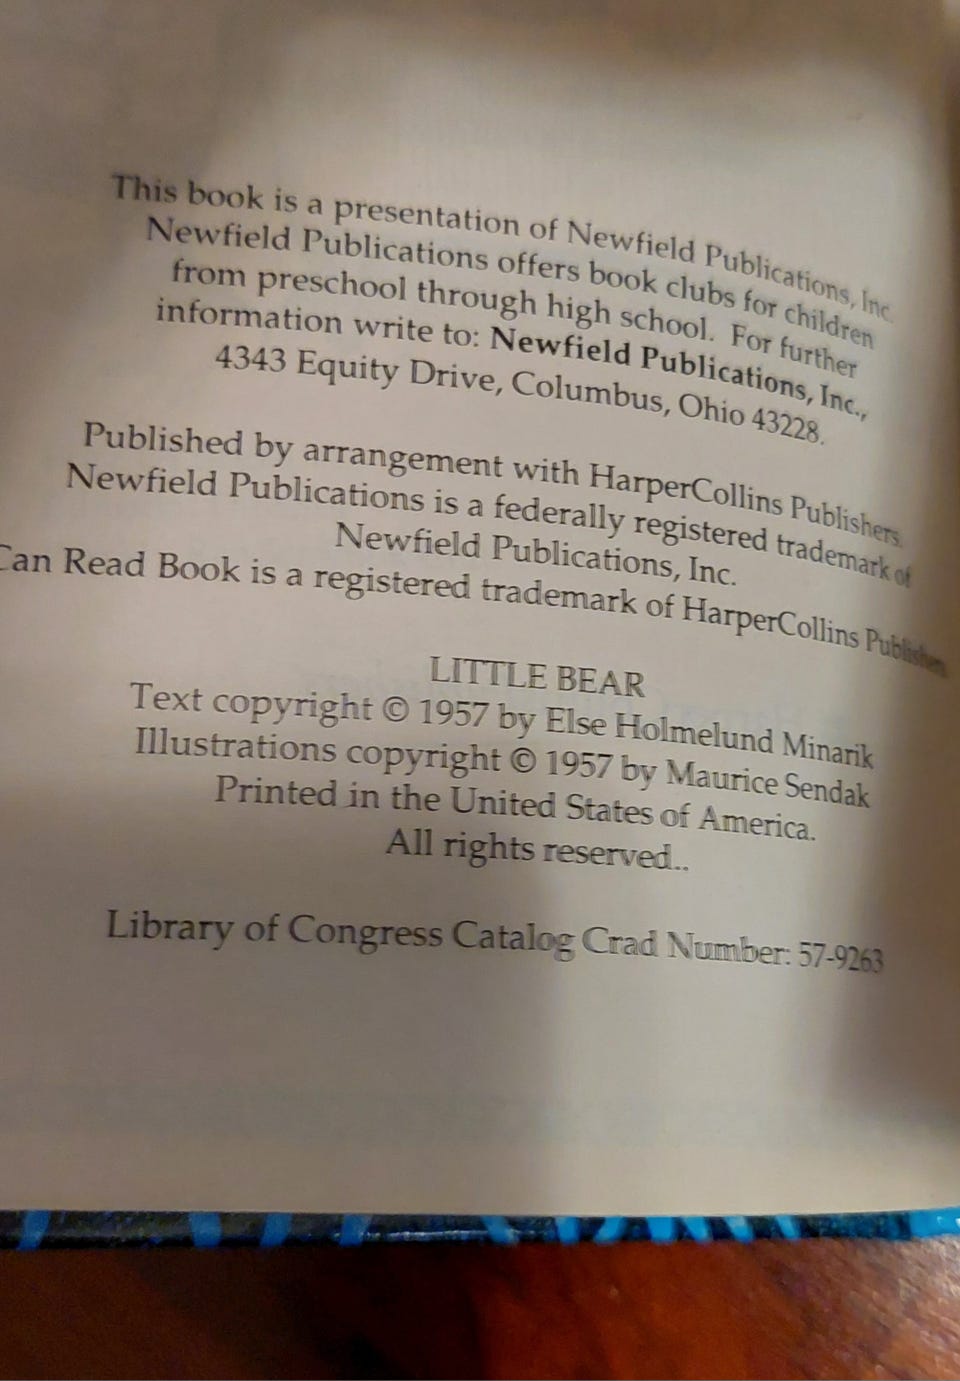 This book is a presentation of Newfield Publications, Inc.
Newfield Publications offers book clubs for children
from preschool through high school. For further
information write to: Newfield Publications, Inc.,
4343 Equity Drive, Columbus, Ohio 43228.
Published by arrangement with HarperCollins Publishers.
Newfield Publications is a federally registered trademark of
Newfield Publications, Inc.
Can Read Book is a registered trademark of HarperCollins Publishers
LITTLE BEAR
Text copyright © 1957 by Else Holmelund Minarik
Illustrations copyright © 1957 by Maurice Sendak
Printed in the United States of America.
All rights reserved..
Library of Congress Catalog Crad Number: 57-9263